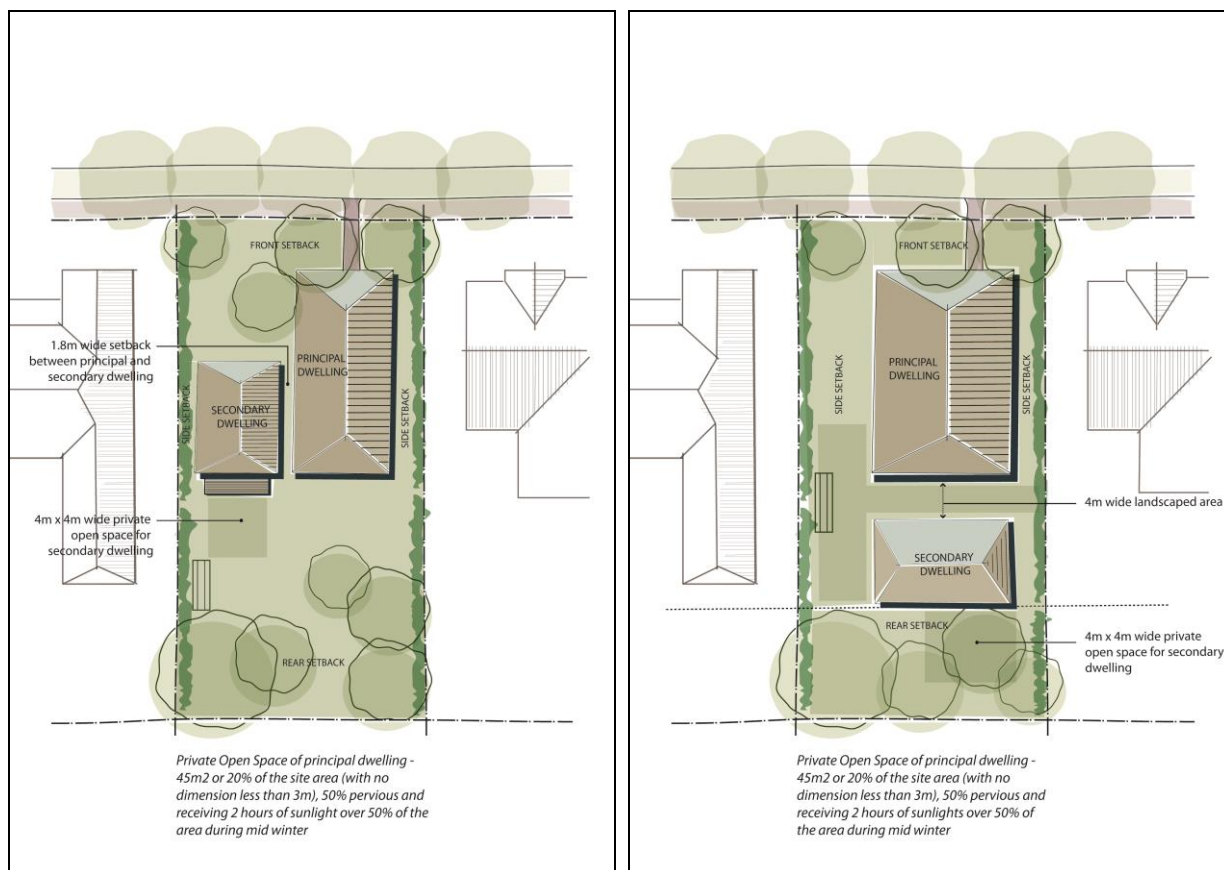 FRONT SETBACK
1.8m wide setback
between principal and
secondary dwelling
PRINCIPAL
DWELLING
SIDE SETBACK
SECONDARY
DWELLING
SIDE SETBACK
4m x 4m wide private
open space for
secondary dwelling
REAR SETBACK
Private Open Space of principal dwelling -
45m2 or 20% of the site area (with no
dimension less than 3m), 50% pervious and
receiving 2 hours of sunlight over 50% of the
area during mid winter
FRONT SETBACK
PRINCIPAL
DWELLING
SIDE SETBACK
SIDE SETBACK
4m wide landscaped area
SECONDARY
DWELLING
REAR SETBACK
4m x 4m wide private
open space for secondary
dwelling
Private Open Space of principal dwelling -
45m2 or 20% of the site area (with no
dimension less than 3m), 50% pervious and
receiving 2 hours of sunlights over 50% of
the area during mid winter